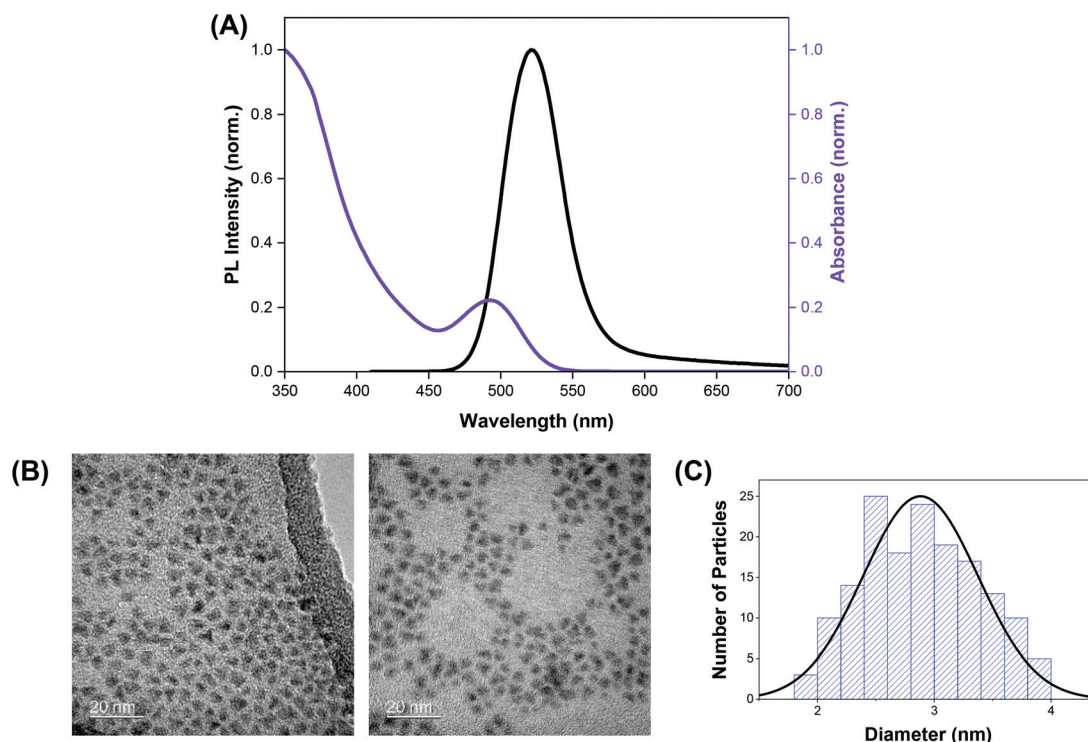 (A)
PL Intensity (norm.)
1.0
0.8
0.6
0.4
0.2
0.0
1.0
0.8
0.6
0.4
0.2
0.0
Absorbance (norm.)
350 400 450 500 550 600 650 700
Wavelength (nm)
(B)
20 nm
20 nm
(C)
Number of Particles
25
20
15
10
5
0
2 3 4
Diameter (nm)